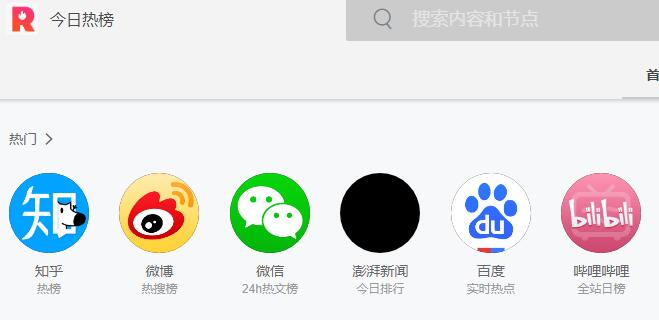 今日热榜
搜索内容和节点
首
热门
知
du
bilibili
知乎
微博
微信
澎湃新闻
百度
哔哩哔哩
热榜
热搜榜
24h热文榜
今日排行
实时热点
全站日榜